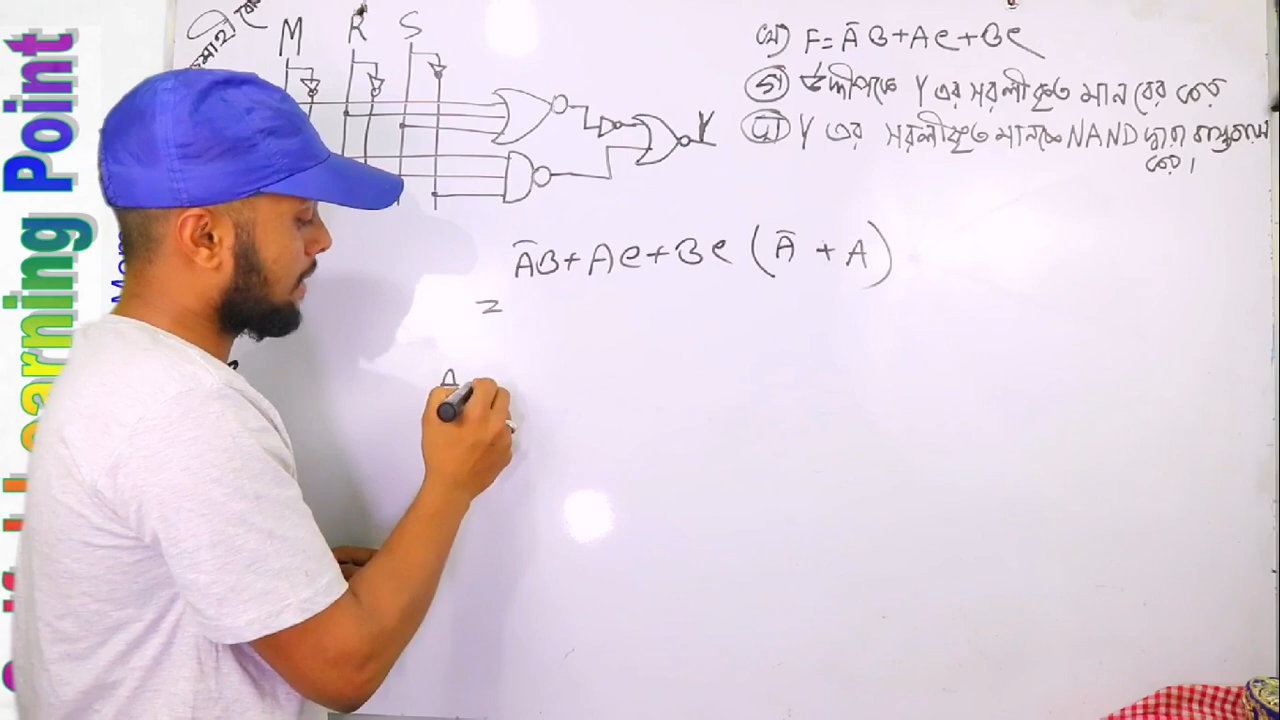 M R S
Y
খ) F = ĀB + AC + BC
গ) উদ্দীপকে Y এর সরলীকৃত মান বের কর
ঘ) Y এর সরলীকৃত মানকে NAND দ্বারা বাস্তবায়ন
কর।
ĀB + AC + BC (Ā + A)
=
A
Learning Point